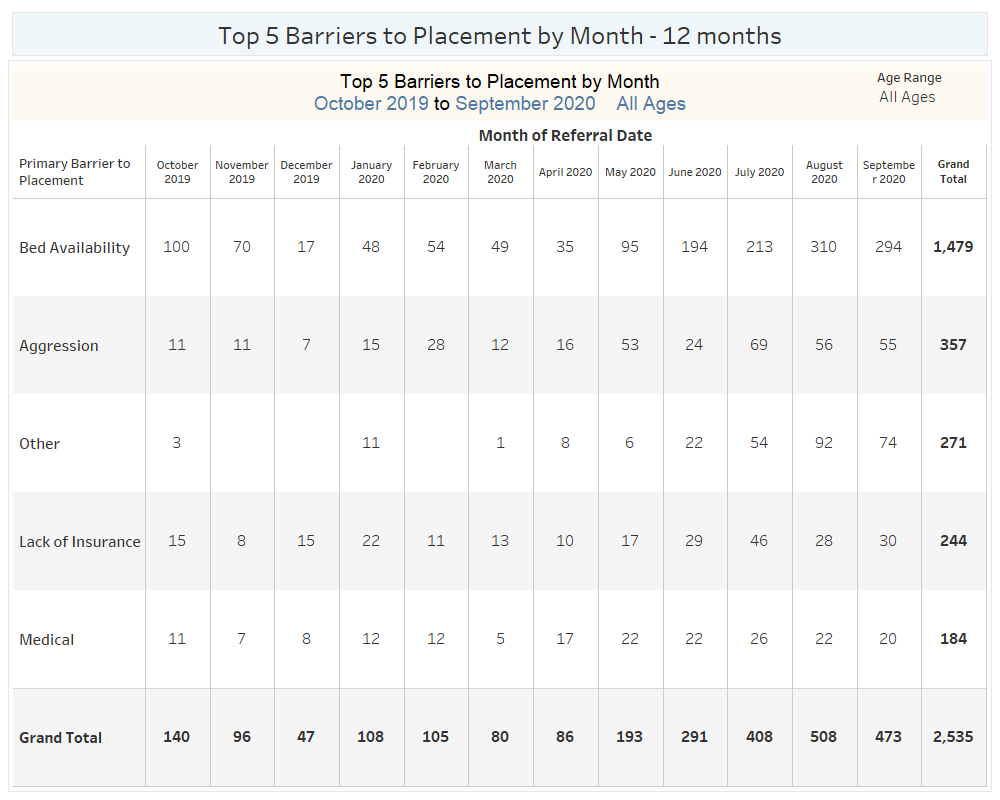 Top 5 Barriers to Placement by Month - 12 months
Top 5 Barriers to Placement by Month
October 2019 to September 2020 All Ages
Age Range
All Ages
Month of Referral Date
Primary Barrier to
Placement
October
2019
November
2019
December
2019
January
2020
February
2020
March
2020
April 2020
May 2020
June 2020
July 2020
August
2020
Septembe
r 2020
Grand
Total
Bed Availability 100 70 17 48 54 49 35 95 194 213 310 294 1,479
Aggression 11 11 7 15 28 12 16 53 24 69 56 55 357
Other 3 11 1 8 6 22 54 92 74 271
Lack of Insurance 15 8 15 22 11 13 10 17 29 46 28 30 244
Medical 11 7 8 12 12 5 17 22 22 26 22 20 184
Grand Total 140 96 47 108 105 80 86 193 291 408 508 473 2,535